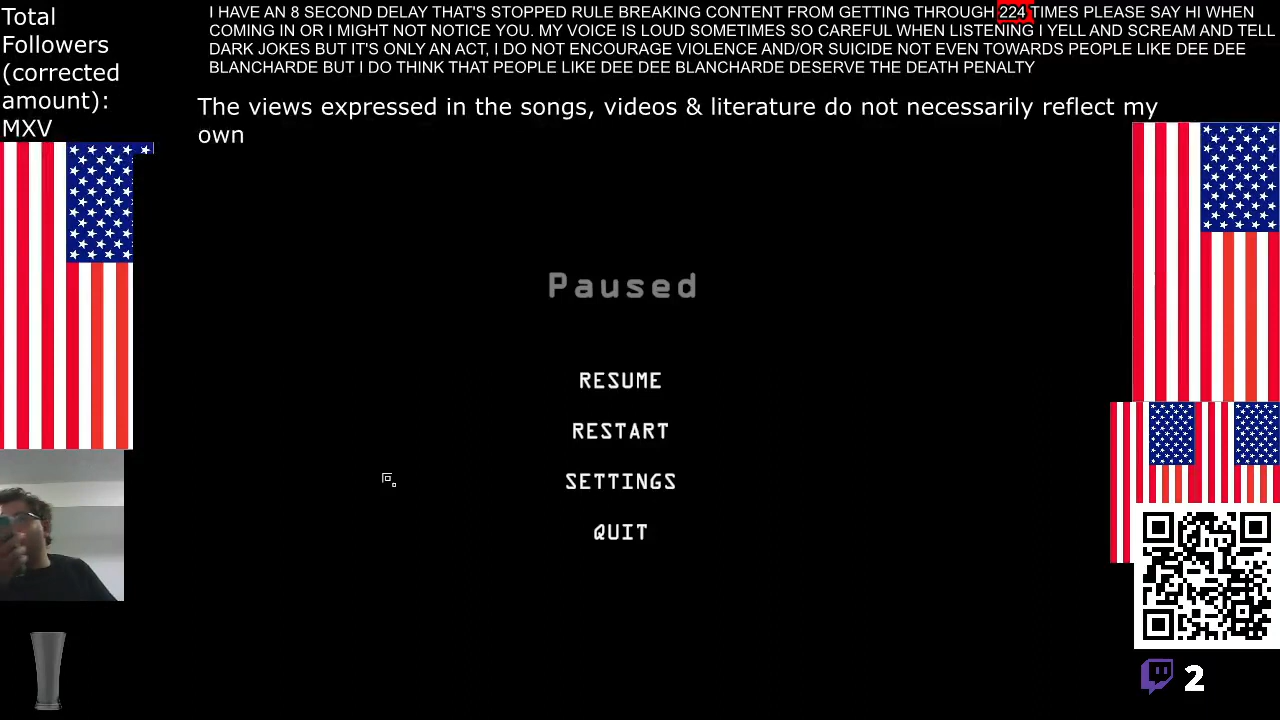 Total
Followers
(corrected
amount):
MXV
I HAVE AN 8 SECOND DELAY THAT'S STOPPED RULE BREAKING CONTENT FROM GETTING THROUGH 224 TIMES PLEASE SAY HI WHEN
COMING IN OR I MIGHT NOT NOTICE YOU. MY VOICE IS LOUD SOMETIMES SO CAREFUL WHEN LISTENING I YELL AND SCREAM AND TELL
DARK JOKES BUT IT'S ONLY AN ACT, I DO NOT ENCOURAGE VIOLENCE AND/OR SUICIDE NOT EVEN TOWARDS PEOPLE LIKE DEE DEE
BLANCHARDE BUT I DO THINK THAT PEOPLE LIKE DEE DEE BLANCHARDE DESERVE THE DEATH PENALTY
The views expressed in the songs, videos & literature do not necessarily reflect my
own
Paused
RESUME
RESTART
SETTINGS
QUIT
2